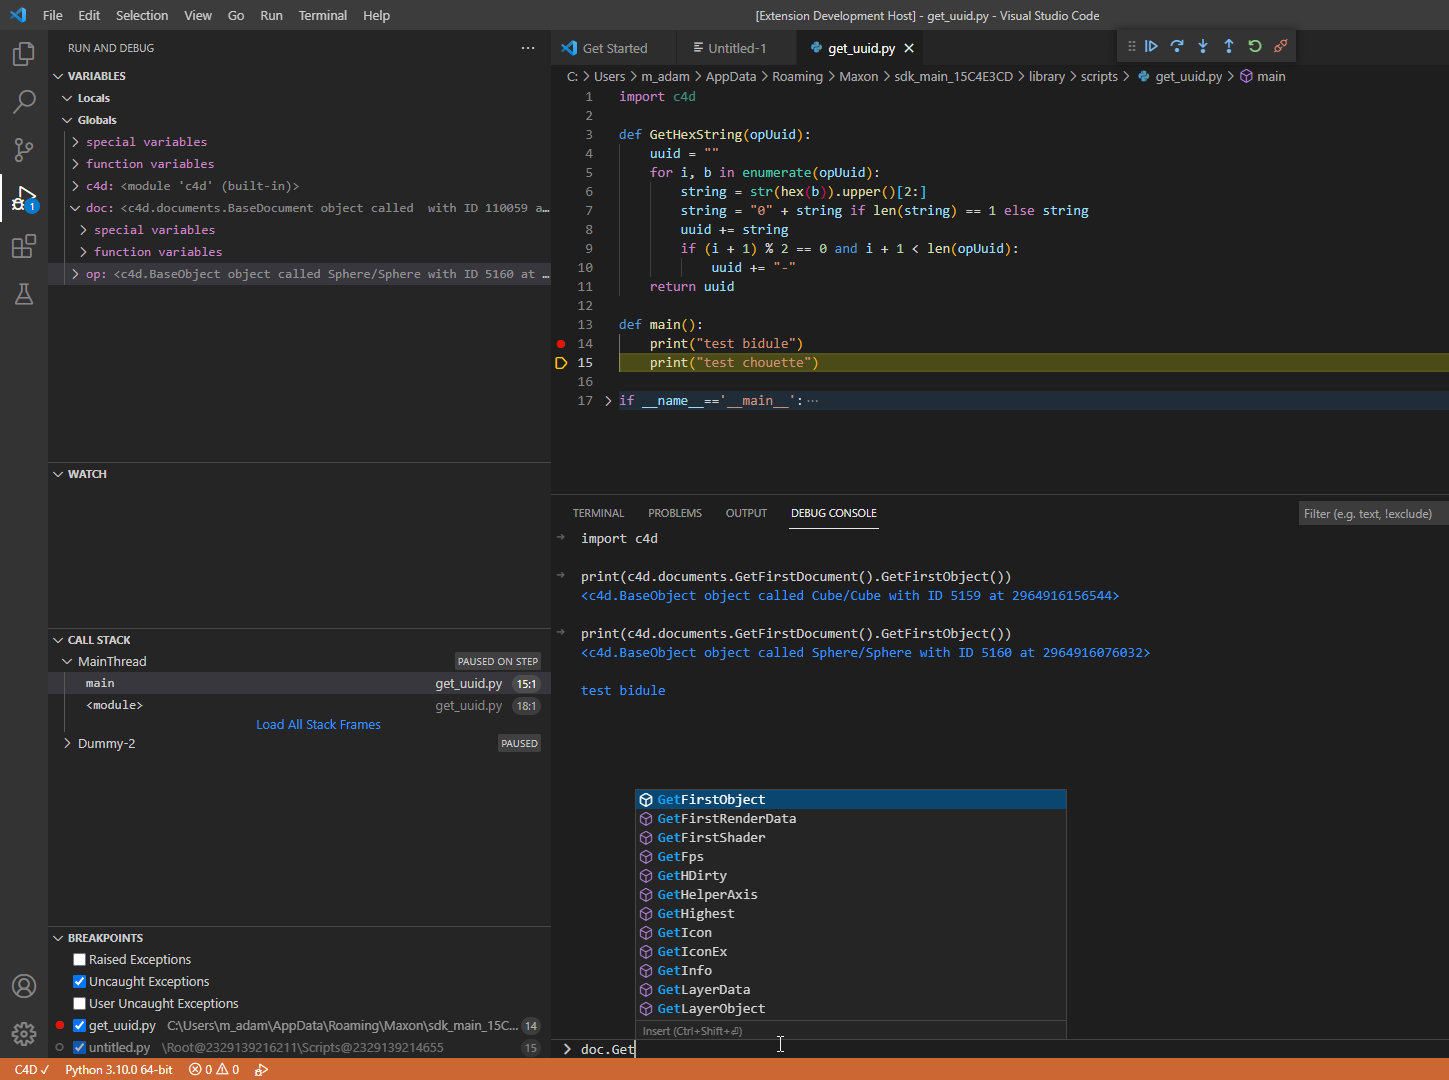 File Edit Selection View Go Run Terminal Help
[Extension Development Host] - get_uuid.py - Visual Studio Code
RUN AND DEBUG ···
VARIABLES
Locals
Globals
special variables
function variables
c4d: <module 'c4d' (built-in)>
doc: <c4d.documents.BaseDocument object called  with ID 110059 a…
special variables
function variables
op: <c4d.BaseObject object called Sphere/Sphere with ID 5160 at …
WATCH
CALL STACK
MainThread PAUSED ON STEP
main get_uuid.py 15:1
<module> get_uuid.py 18:1
Load All Stack Frames
Dummy-2 PAUSED
BREAKPOINTS
Raised Exceptions
Uncaught Exceptions
User Uncaught Exceptions
get_uuid.py C:\Users\m_adam\AppData\Roaming\Maxon\sdk_main_15C... 14
untitled.py \Root@2329139216211\Scripts@2329139214655 15
1
Get Started Untitled-1 get_uuid.py
C: > Users > m_adam > AppData > Roaming > Maxon > sdk_main_15C4E3CD > library > scripts > get_uuid.py > main
1 import c4d
2
3 def GetHexString(opUuid):
4 uuid = ""
5 for i, b in enumerate(opUuid):
6 string = str(hex(b)).upper()[2:]
7 string = "0" + string if len(string) == 1 else string
8 uuid += string
9 if (i + 1) % 2 == 0 and i + 1 < len(opUuid):
10 uuid += "-"
11 return uuid
12
13 def main():
14 print("test bidule")
15 print("test chouette")
16
17 if __name__=='__main__': ···
TERMINAL PROBLEMS OUTPUT DEBUG CONSOLE
Filter (e.g. text, !exclude)
import c4d
print(c4d.documents.GetFirstDocument().GetFirstObject())
<c4d.BaseObject object called Cube/Cube with ID 5159 at 2964916156544>
print(c4d.documents.GetFirstDocument().GetFirstObject())
<c4d.BaseObject object called Sphere/Sphere with ID 5160 at 2964916076032>
test bidule
GetFirstObject
GetFirstRenderData
GetFirstShader
GetFps
GetHDirty
GetHelperAxis
GetHighest
GetIcon
GetIconEx
GetInfo
GetLayerData
GetLayerObject
Insert (Ctrl+Shift+⏎)
doc.Get
C4D ✓ Python 3.10.0 64-bit 0 0